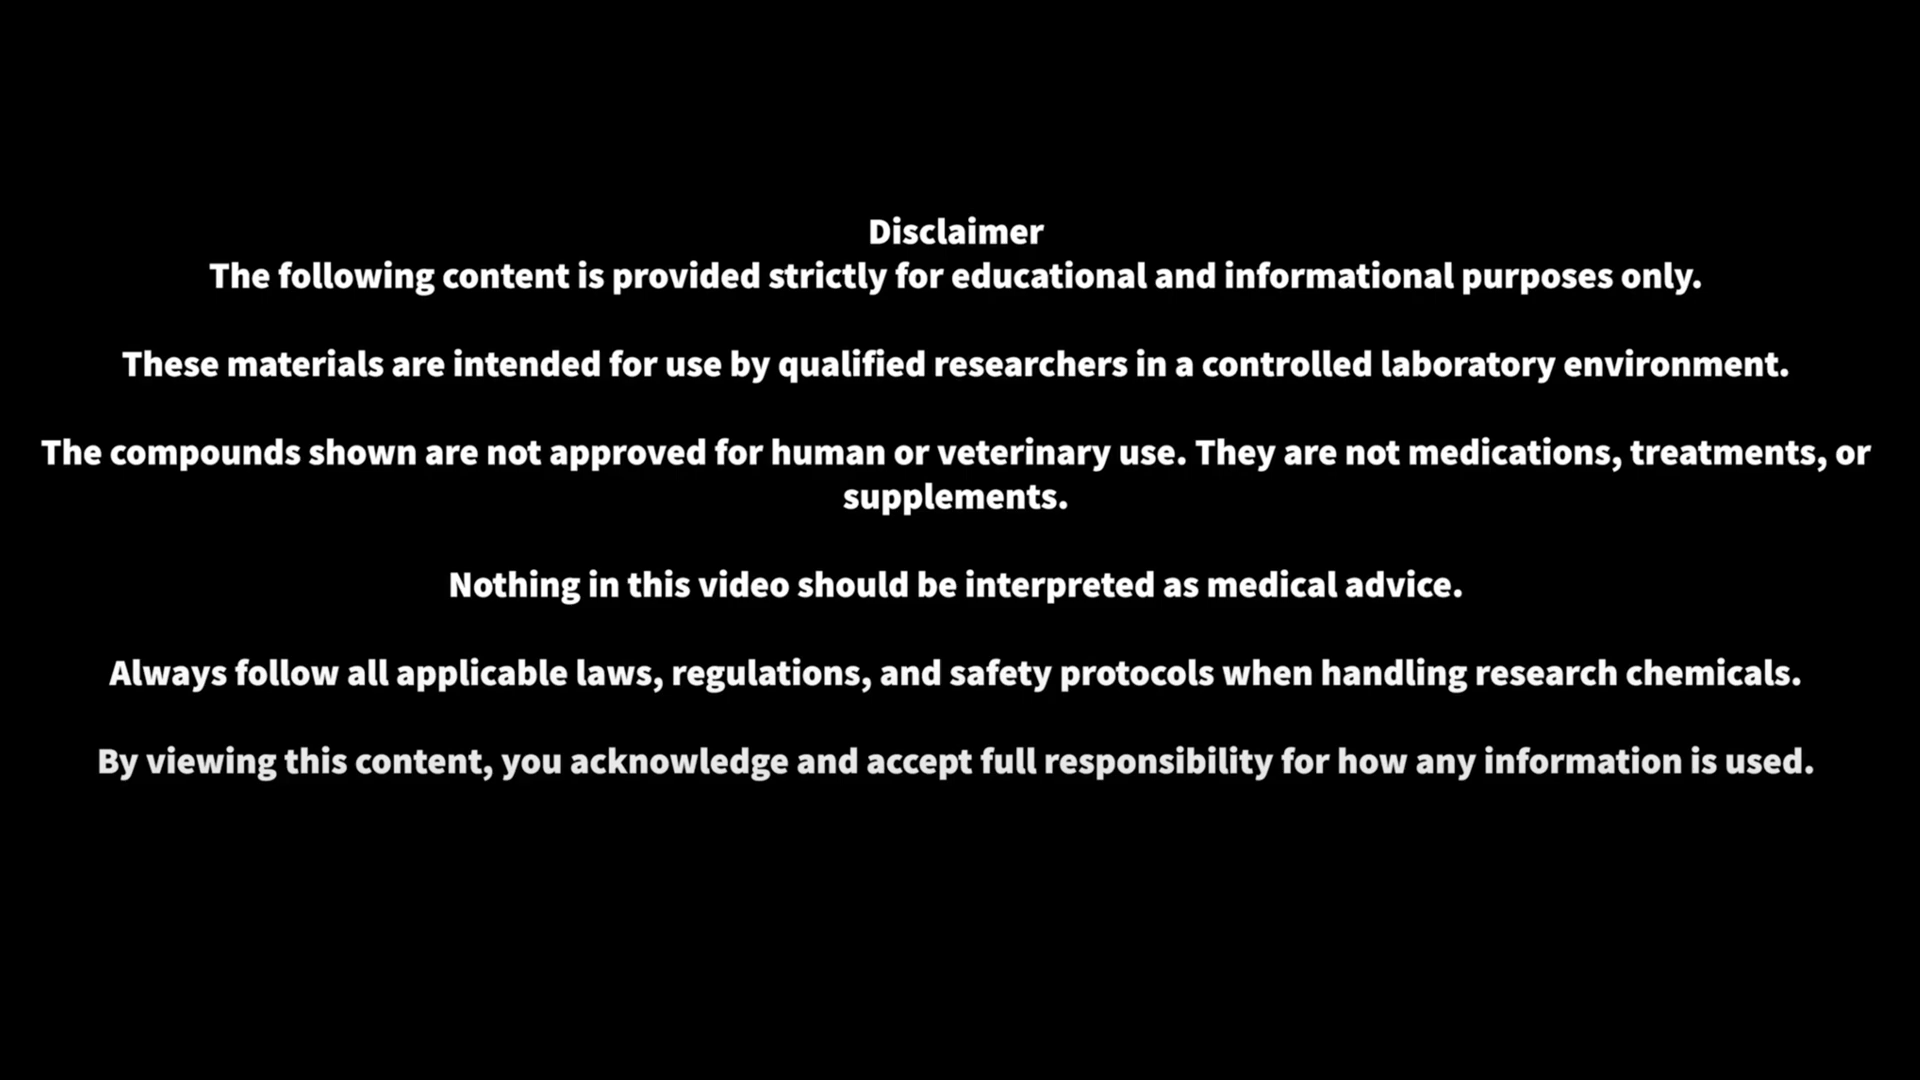 Disclaimer
The following content is provided strictly for educational and informational purposes only.
These materials are intended for use by qualified researchers in a controlled laboratory environment.
The compounds shown are not approved for human or veterinary use. They are not medications, treatments, or
supplements.
Nothing in this video should be interpreted as medical advice.
Always follow all applicable laws, regulations, and safety protocols when handling research chemicals.
By viewing this content, you acknowledge and accept full responsibility for how any information is used.